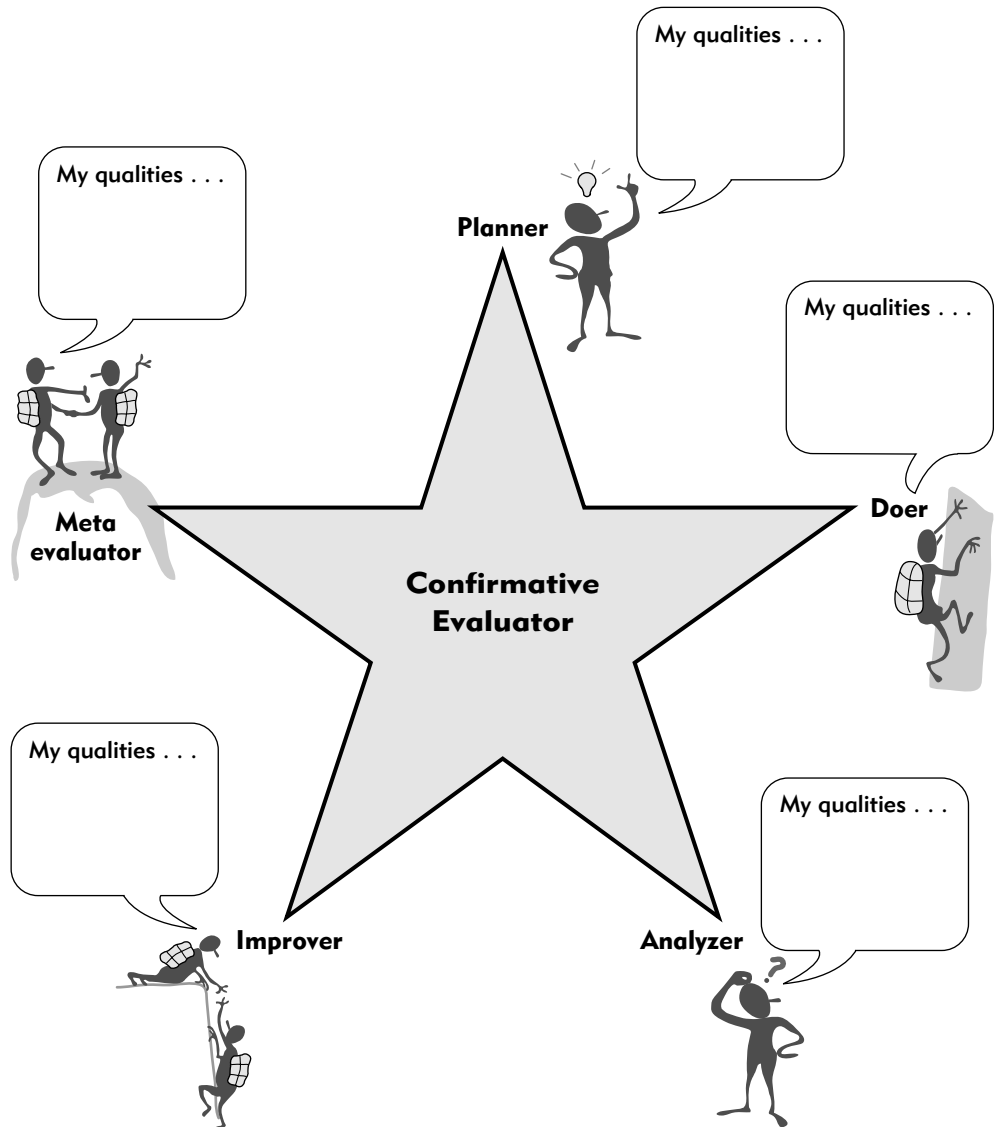 My qualities . . .
My qualities . . .
Planner
My qualities . . .
Doer
Meta
evaluator
Confirmative
Evaluator
My qualities . . .
Improver
My qualities . . .
Analyzer
?